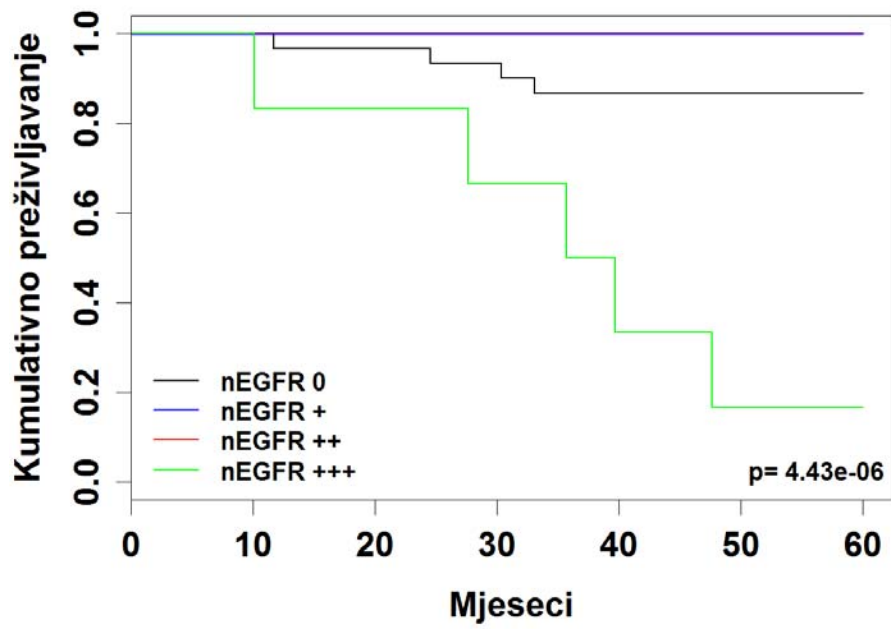 Kumulativno preživljavanje
1.0
0.8
0.6
0.4
0.2
0.0
nEGFR 0
nEGFR +
nEGFR ++
nEGFR +++
p= 4.43e-06
0 10 20 30 40 50 60
Mjeseci